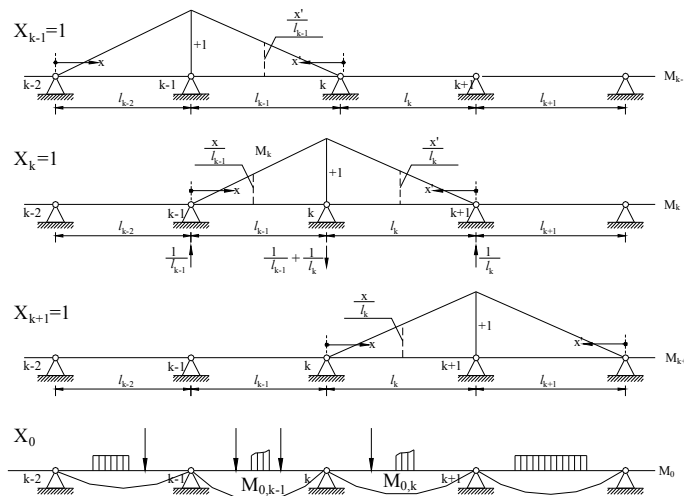 X_{k-1}=1
x'
l_{k-1}
+1
x
x'
k-2
k-1
k
k+1
M_{k-}
l_{k-2}
l_{k-1}
l_k
l_{k+1}
X_k=1
x
l_{k-1}
M_k
x'
l_k
+1
x
x'
k-2
k-1
k
k+1
M_k
l_{k-2}
l_{k-1}
l_k
l_{k+1}
1
l_{k-1}
1
l_{k-1}
+
1
l_k
1
l_k
X_{k+1}=1
x
l_k
+1
x
x'
k-2
k-1
k
k+1
M_{k+}
l_{k-2}
l_{k-1}
l_k
l_{k+1}
X_0
k-2
k-1
k
k+1
M_0
M_{0,k-1}
M_{0,k}